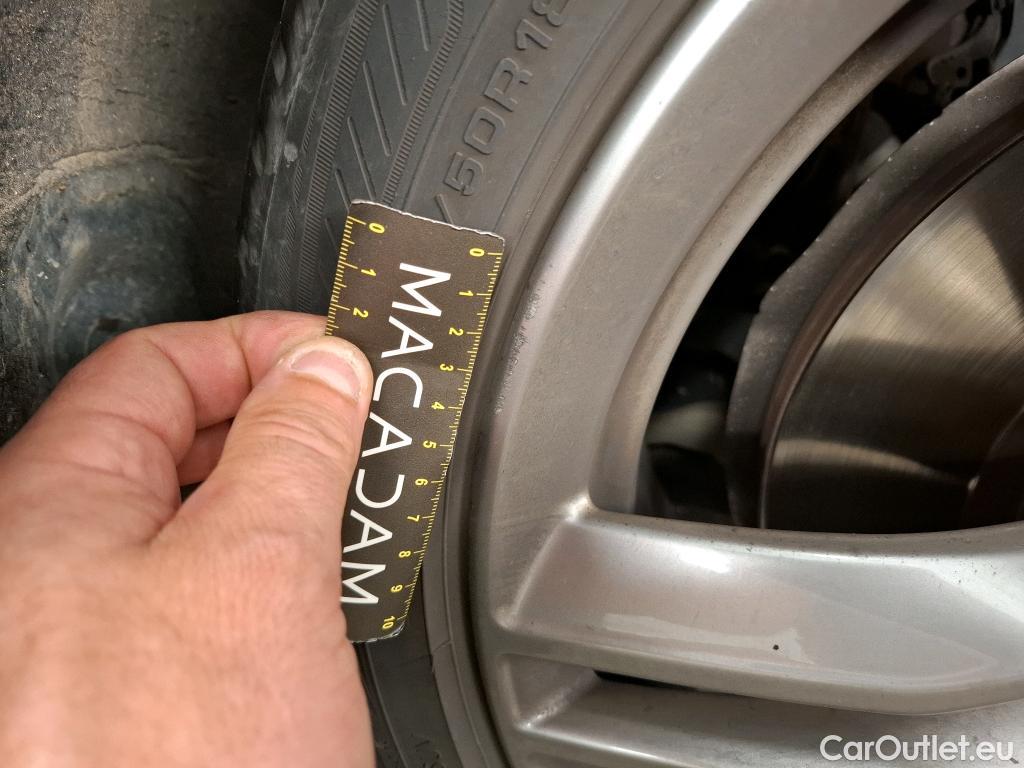 /50R18
MACADAM
0 1 2
0 1 2 3 4 5 6 7 8 9 10
CarOutlet.eu